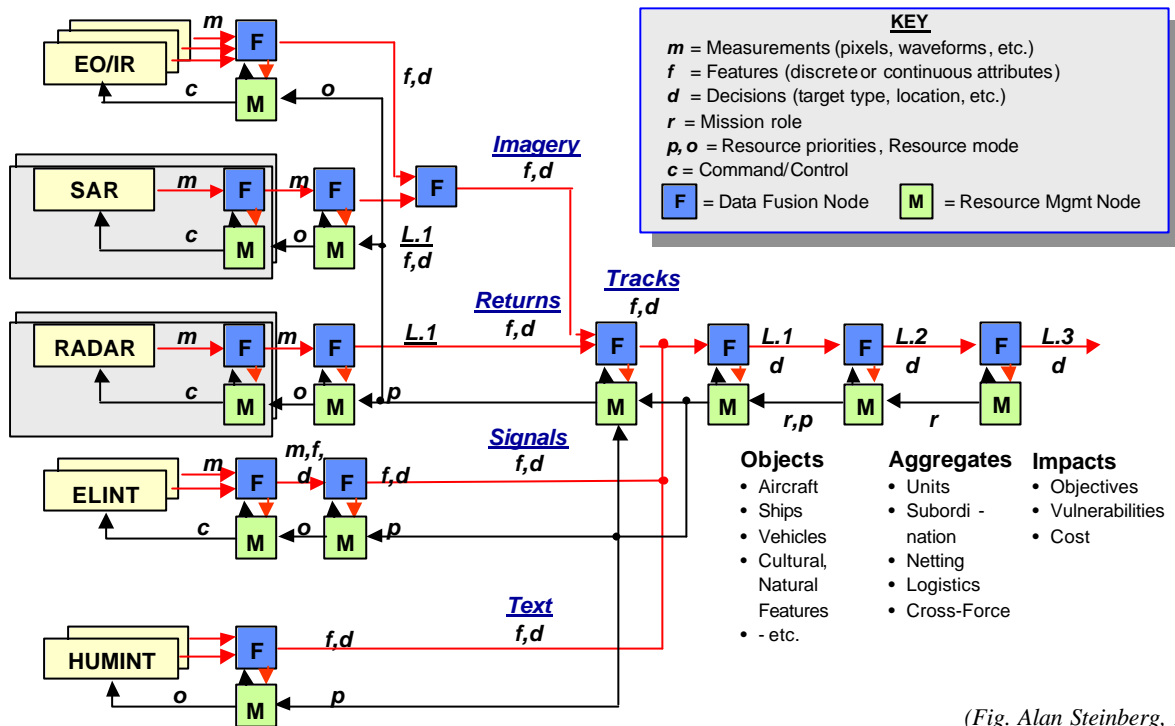 KEY
m = Measurements (pixels, waveforms, etc.)
f = Features (discrete or continuous attributes)
d = Decisions (target type, location, etc.)
r = Mission role
p, o = Resource priorities, Resource mode
c = Command/Control
F = Data Fusion Node
M = Resource Mgmt Node
m
F
EO/IR
f,d
c
M
o
Imagery
f,d
SAR
m
F
m
F
F
c
M
o
M
L.1
f,d
Tracks
f,d
Returns
f,d
RADAR
m
F
m
F
L.1
F
F
L.1
d
F
L.2
d
F
L.3
d
c
M
o
M
p
M
M
r,p
M
r
M
Signals
f,d
m
F
m,f,
d
F
f,d
ELINT
c
M
o
M
p
Objects
• Aircraft
• Ships
• Vehicles
• Cultural,
Natural
Features
• - etc.
Aggregates
• Units
• Subordi -
nation
• Netting
• Logistics
• Cross-Force
Impacts
• Objectives
• Vulnerabilities
• Cost
Text
f,d
F
f,d
HUMINT
o
M
p
(Fig. Alan Steinberg,